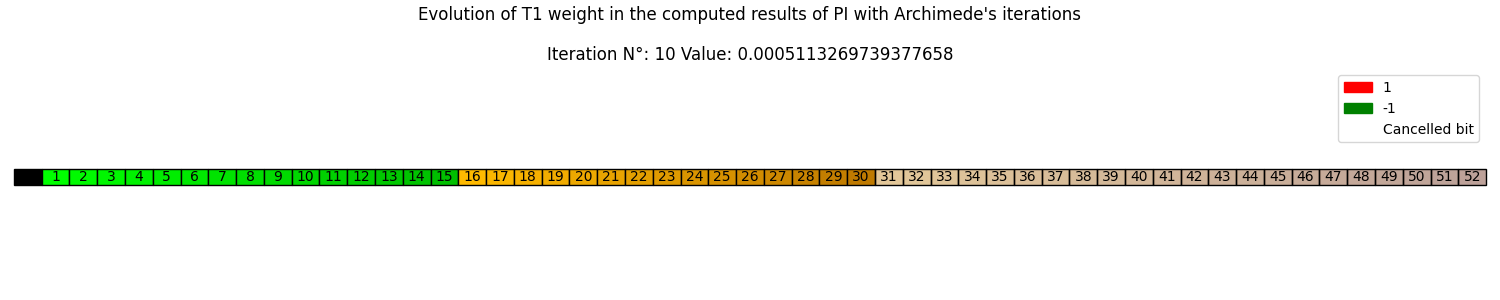 Evolution of T1 weight in the computed results of PI with Archimede's iterations
Iteration N°: 10 Value: 0.0005113269739377658
1
-1
Cancelled bit
1 2 3 4 5 6 7 8 9 10 11 12 13 14 15 16 17 18 19 20 21 22 23 24 25 26 27 28 29 30 31 32 33 34 35 36 37 38 39 40 41 42 43 44 45 46 47 48 49 50 51 52